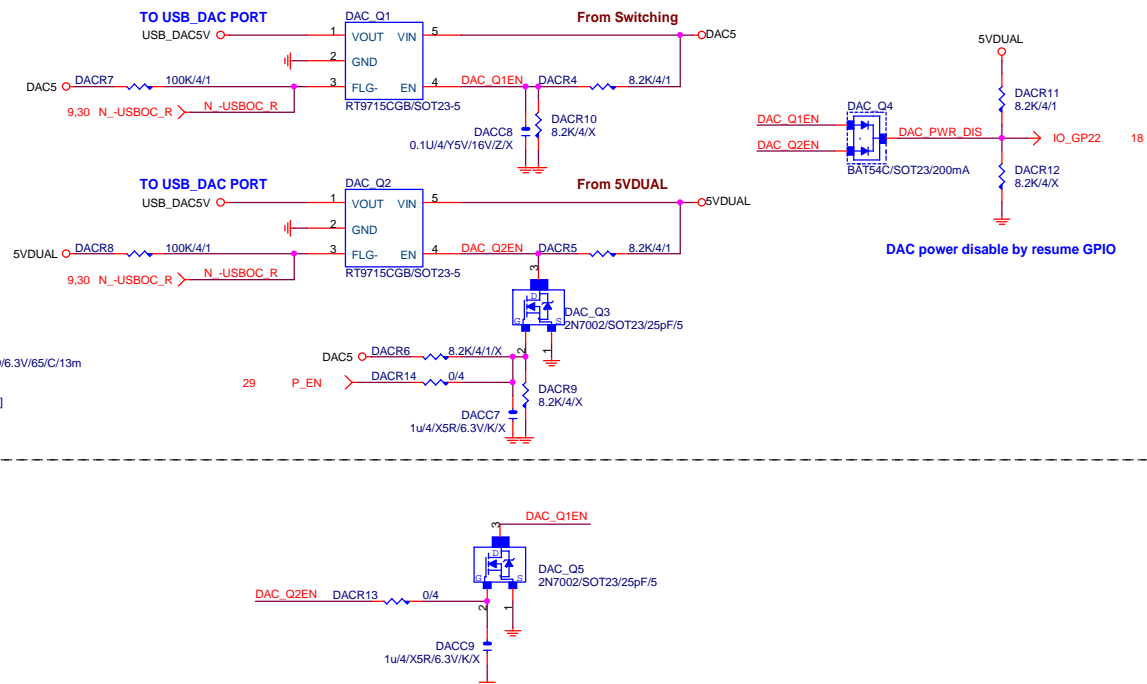 TO USB_DAC PORT
DAC_Q1
From Switching
USB_DAC5V
1
VOUT
VIN
5
DAC5
2
GND
DAC5
DACR7
100K/4/1
3
FLG-
EN
4
DAC_Q1EN
DACR4
8.2K/4/1
9,30
N_-USBOC_R
N_-USBOC_R
RT9715CGB/SOT23-5
DACC8
0.1U/4/Y5V/16V/Z/X
DACR10
8.2K/4/X
5VDUAL
DACR11
8.2K/4/1
DAC_Q4
DAC_Q1EN
DAC_Q2EN
DAC_PWR_DIS
IO_GP22
18
BAT54C/SOT23/200mA
DACR12
8.2K/4/X
DAC power disable by resume GPIO
TO USB_DAC PORT
DAC_Q2
From 5VDUAL
USB_DAC5V
1
VOUT
VIN
5
5VDUAL
2
GND
5VDUAL
DACR8
100K/4/1
3
FLG-
EN
4
DAC_Q2EN
DACR5
8.2K/4/1
9,30
N_-USBOC_R
N_-USBOC_R
RT9715CGB/SOT23-5
3
D
G
S
DAC_Q3
2N7002/SOT23/25pF/5
2
1
DAC5
DACR6
8.2K/4/1/X
29
P_EN
DACR14
0/4
DACR9
8.2K/4/X
DACC7
1u/4/X5R/6.3V/K/X
/6.3V/65/C/13m
]
DAC_Q1EN
3
D
G
S
DAC_Q5
2N7002/SOT23/25pF/5
DAC_Q2EN
DACR13
0/4
2
1
DACC9
1u/4/X5R/6.3V/K/X